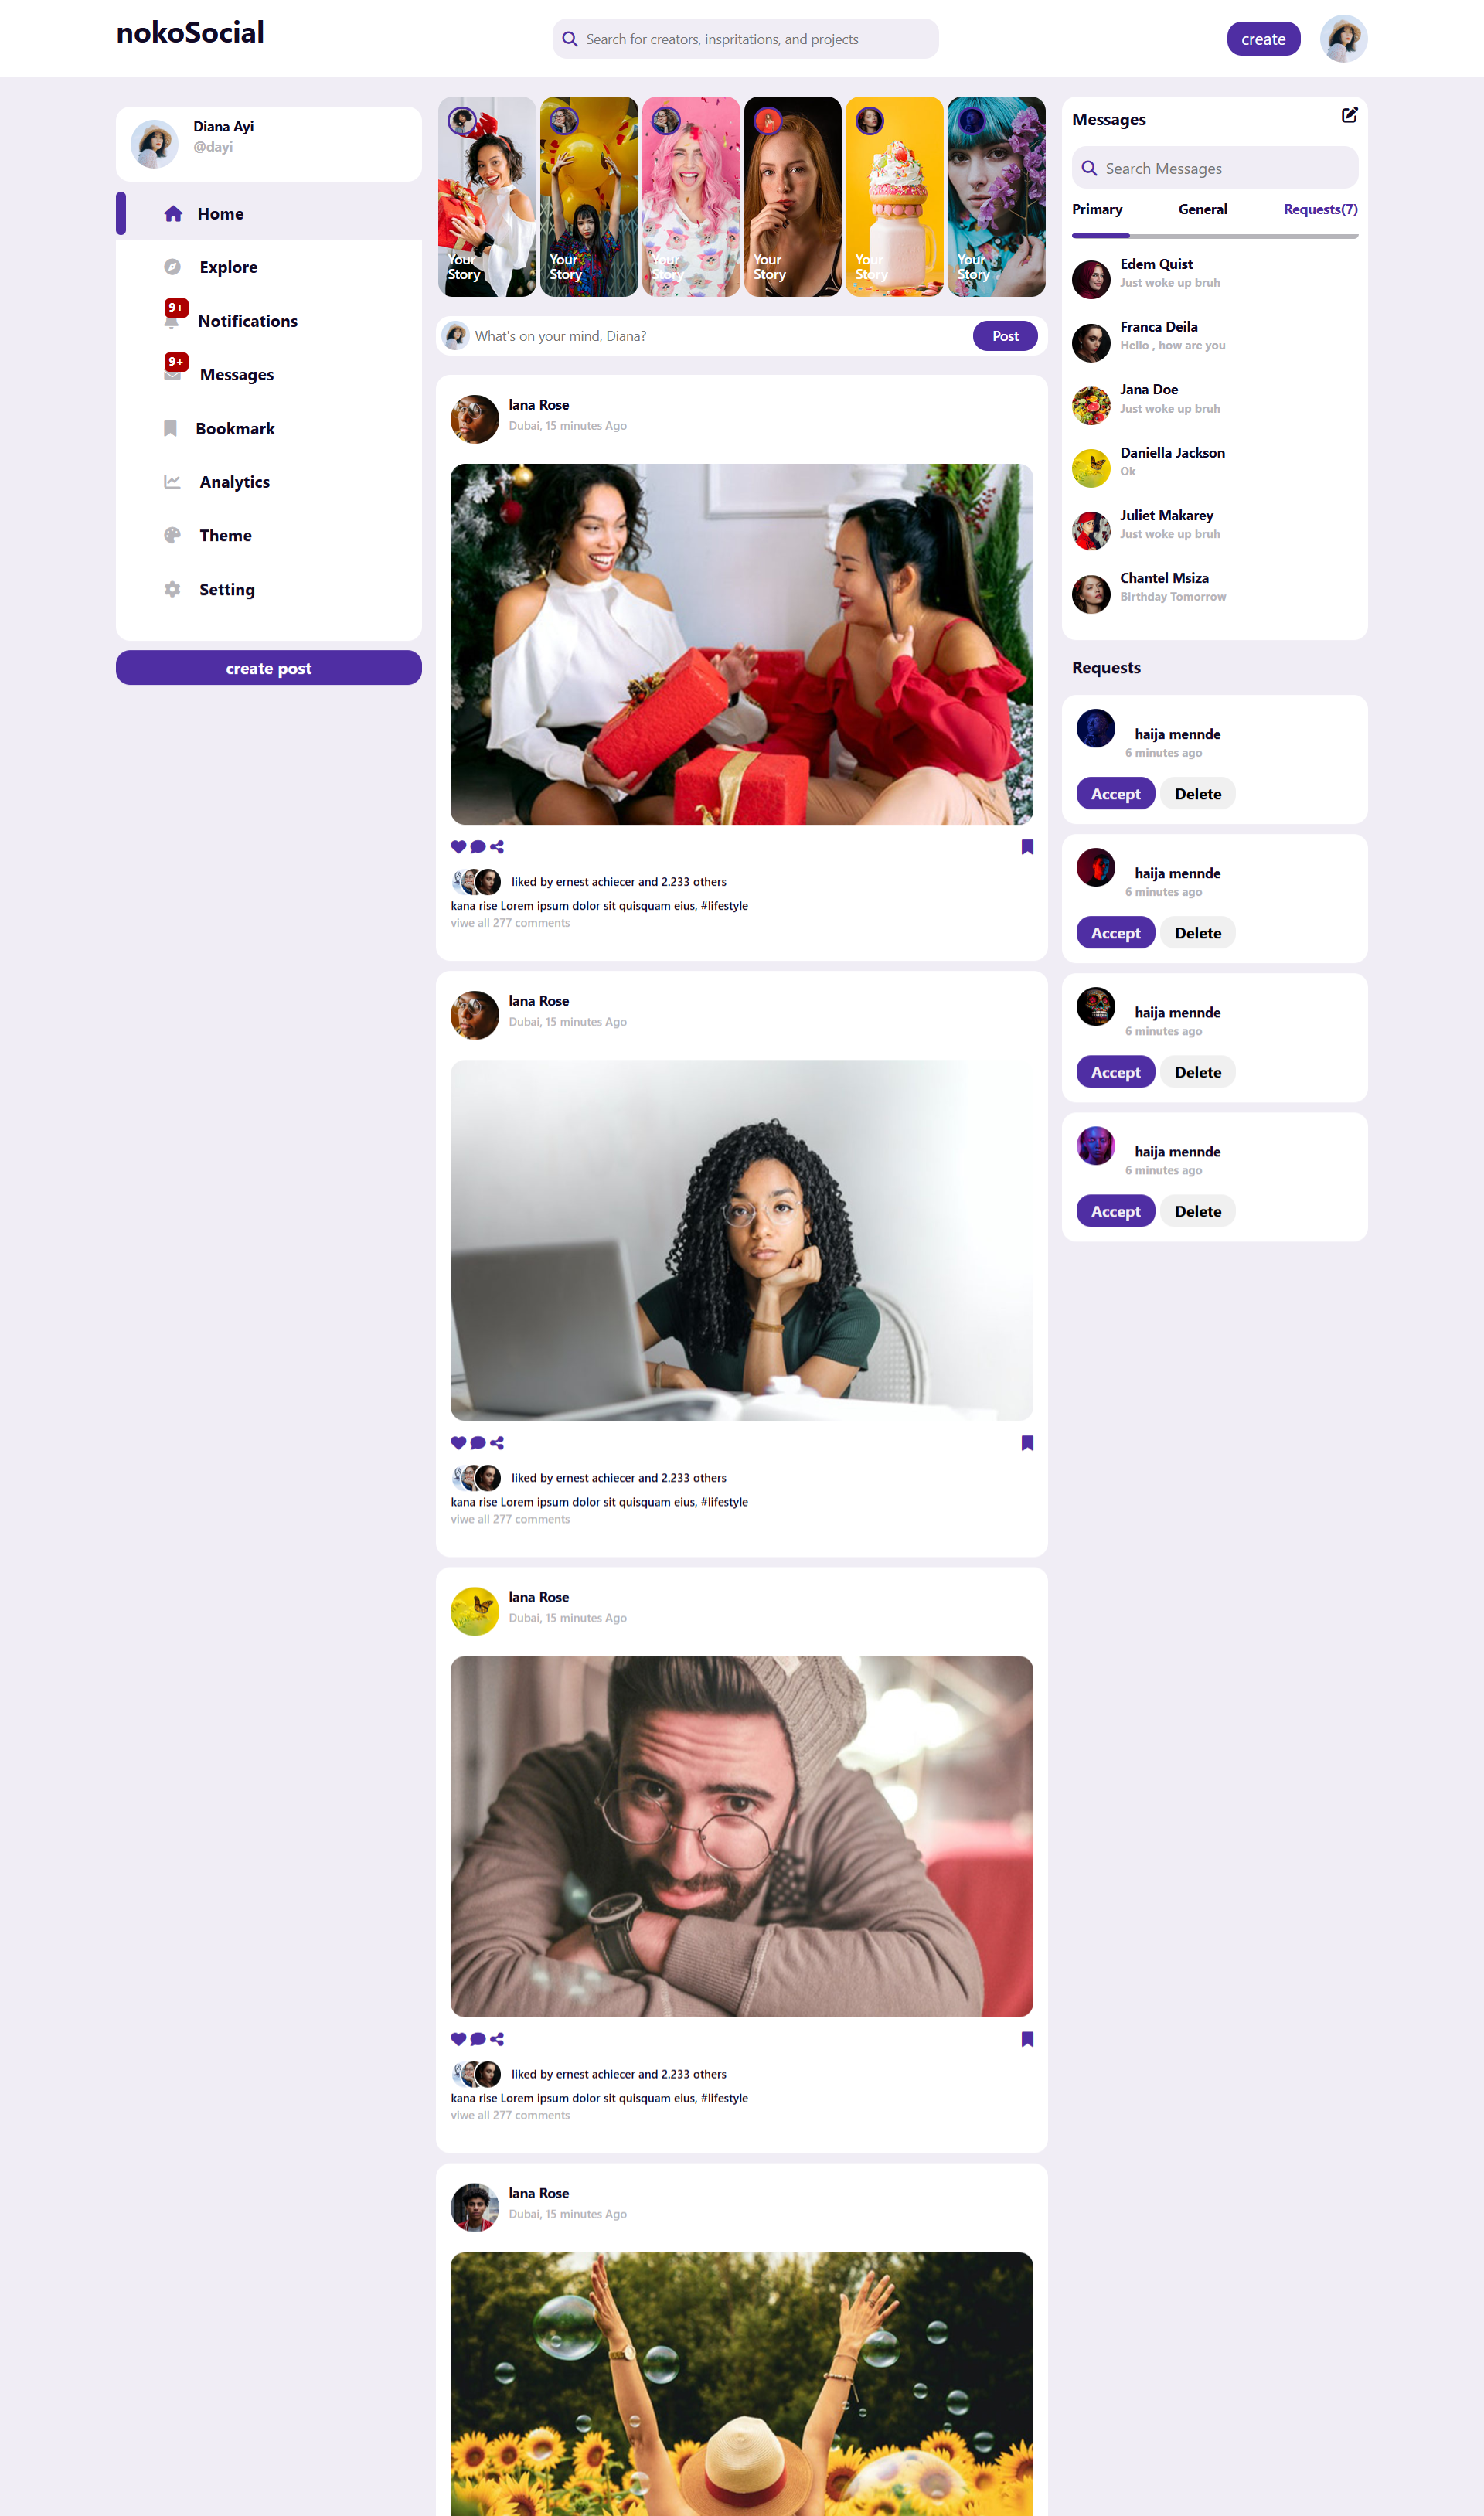 nokoSocial
Search for creators, inspritations, and projects
create
Diana Ayi
@dayi
Home
Explore
9+
Notifications
9+
Messages
Bookmark
Analytics
Theme
Setting
create post
Your
Story
Your
Story
Your
Story
Your
Story
Your
Story
Your
Story
What's on your mind, Diana?
Post
lana Rose
Dubai, 15 minutes Ago
liked by ernest achiecer and 2.233 others
kana rise Lorem ipsum dolor sit quisquam eius, #lifestyle
viwe all 277 comments
lana Rose
Dubai, 15 minutes Ago
liked by ernest achiecer and 2.233 others
kana rise Lorem ipsum dolor sit quisquam eius, #lifestyle
viwe all 277 comments
lana Rose
Dubai, 15 minutes Ago
liked by ernest achiecer and 2.233 others
kana rise Lorem ipsum dolor sit quisquam eius, #lifestyle
viwe all 277 comments
lana Rose
Dubai, 15 minutes Ago
Messages
Search Messages
Primary General Requests(7)
Edem Quist
Just woke up bruh
Franca Deila
Hello , how are you
Jana Doe
Just woke up bruh
Daniella Jackson
Ok
Juliet Makarey
Just woke up bruh
Chantel Msiza
Birthday Tomorrow
Requests
haija mennde
6 minutes ago
Accept Delete
haija mennde
6 minutes ago
Accept Delete
haija mennde
6 minutes ago
Accept Delete
haija mennde
6 minutes ago
Accept Delete